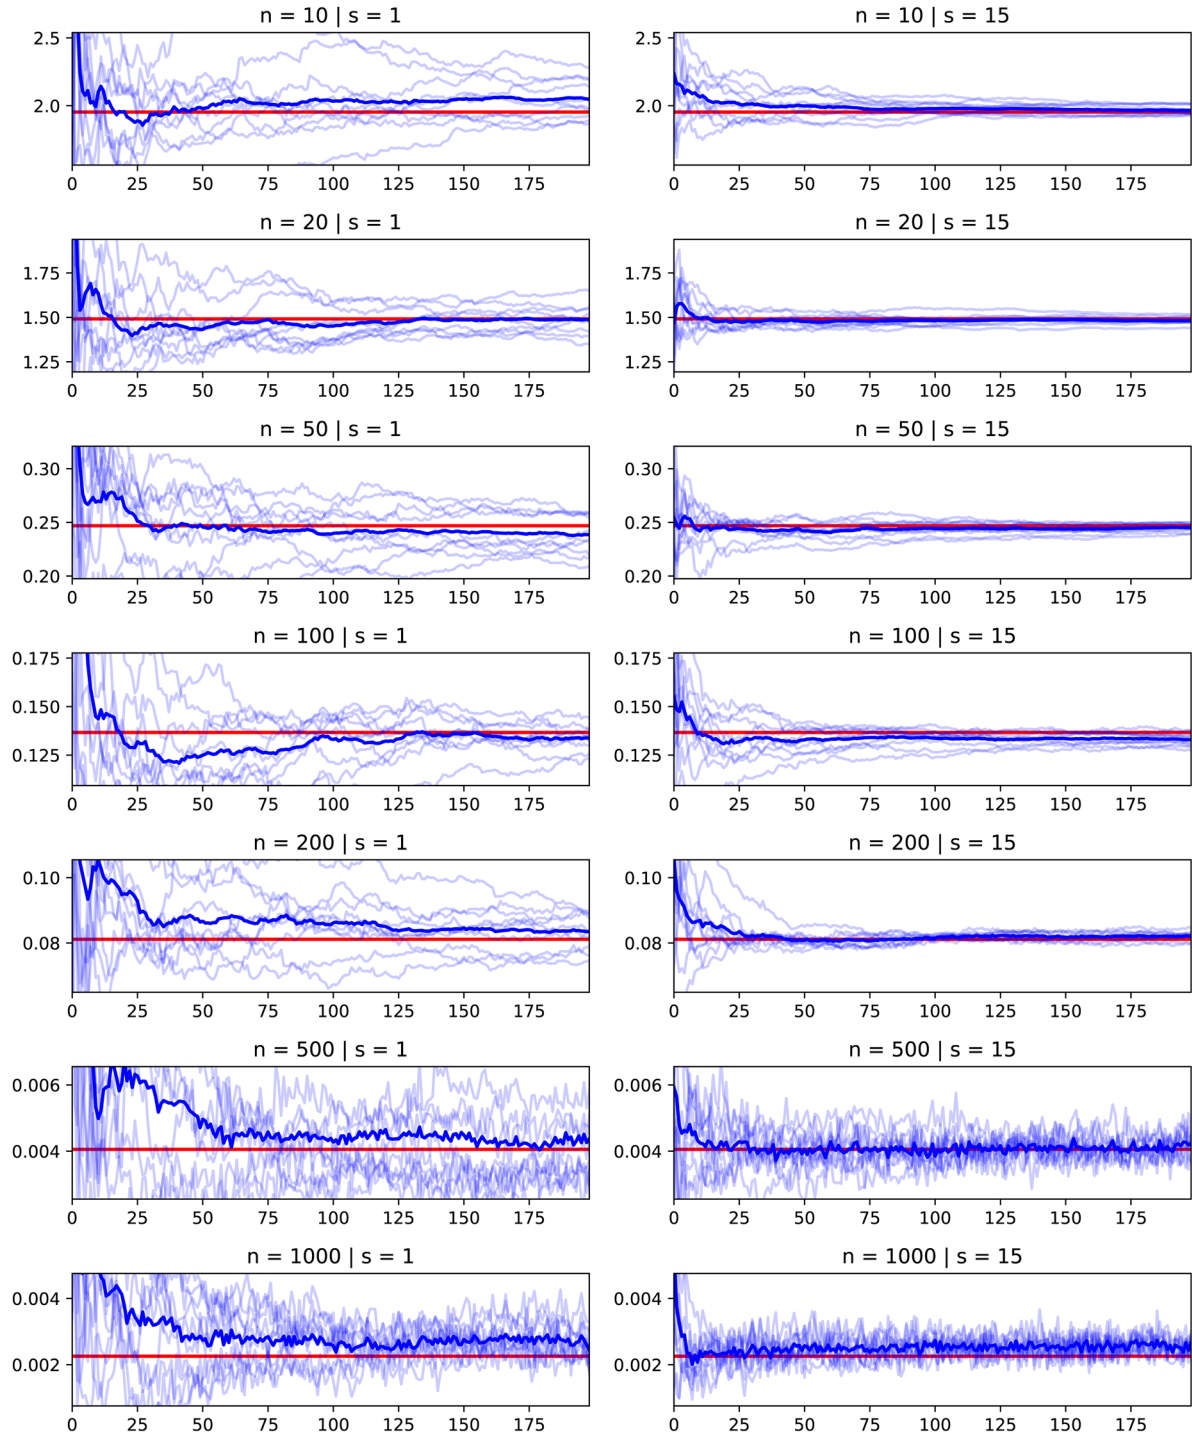 n = 10 | s = 1
2.5
2.0
0 25 50 75 100 125 150 175
n = 10 | s = 15
2.5
2.0
0 25 50 75 100 125 150 175
n = 20 | s = 1
1.75
1.50
1.25
0 25 50 75 100 125 150 175
n = 20 | s = 15
1.75
1.50
1.25
0 25 50 75 100 125 150 175
n = 50 | s = 1
0.30
0.25
0.20
0 25 50 75 100 125 150 175
n = 50 | s = 15
0.30
0.25
0.20
0 25 50 75 100 125 150 175
n = 100 | s = 1
0.175
0.150
0.125
0 25 50 75 100 125 150 175
n = 100 | s = 15
0.175
0.150
0.125
0 25 50 75 100 125 150 175
n = 200 | s = 1
0.10
0.08
0 25 50 75 100 125 150 175
n = 200 | s = 15
0.10
0.08
0 25 50 75 100 125 150 175
n = 500 | s = 1
0.006
0.004
0 25 50 75 100 125 150 175
n = 500 | s = 15
0.006
0.004
0 25 50 75 100 125 150 175
n = 1000 | s = 1
0.004
0.002
0 25 50 75 100 125 150 175
n = 1000 | s = 15
0.004
0.002
0 25 50 75 100 125 150 175